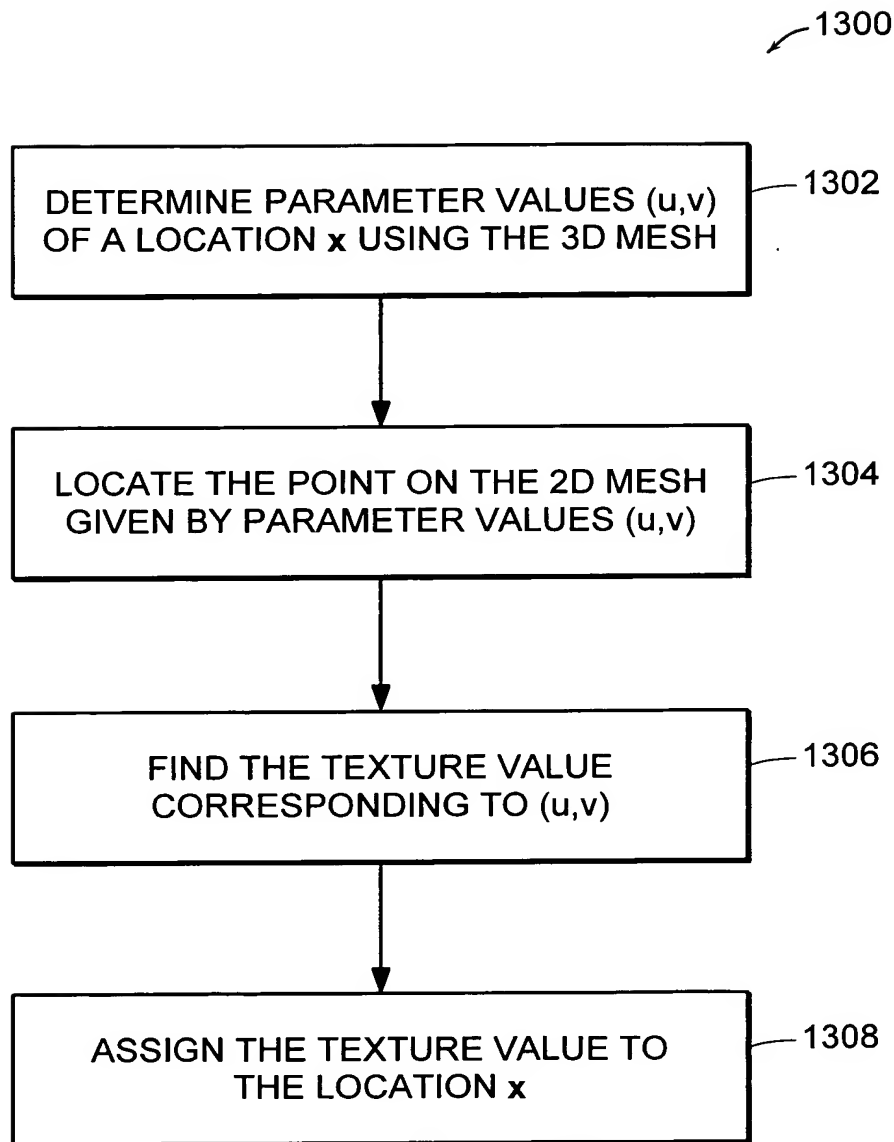 1300
DETERMINE PARAMETER VALUES (u,v)
OF A LOCATION x USING THE 3D MESH
1302
LOCATE THE POINT ON THE 2D MESH
GIVEN BY PARAMETER VALUES (u,v)
1304
FIND THE TEXTURE VALUE
CORRESPONDING TO (u,v)
1306
ASSIGN THE TEXTURE VALUE TO
THE LOCATION x
1308